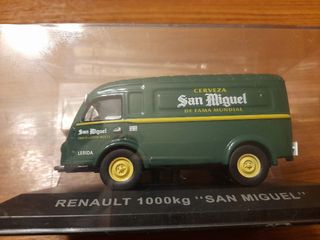 CERVEZA
San Miguel
DE FAMA MUNDIAL
San Miguel
LERIDA
RENAULT 1000kg "SAN MIGUEL"